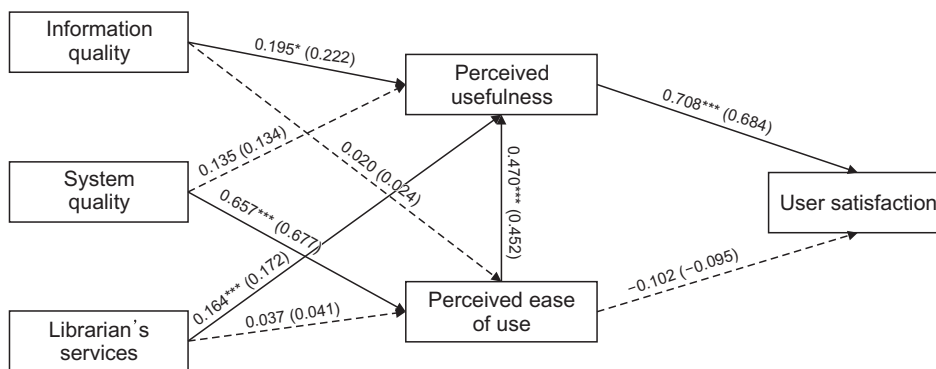 Information
quality
0.195* (0.222)
Perceived
usefulness
0.708*** (0.684)
0.135 (0.134)
0.020 (0.024)
System
quality
0.470*** (0.452)
User satisfaction
0.657*** (0.677)
0.164*** (0.172)
−0.102 (−0.095)
Perceived ease
of use
0.037 (0.041)
Librarian's
services